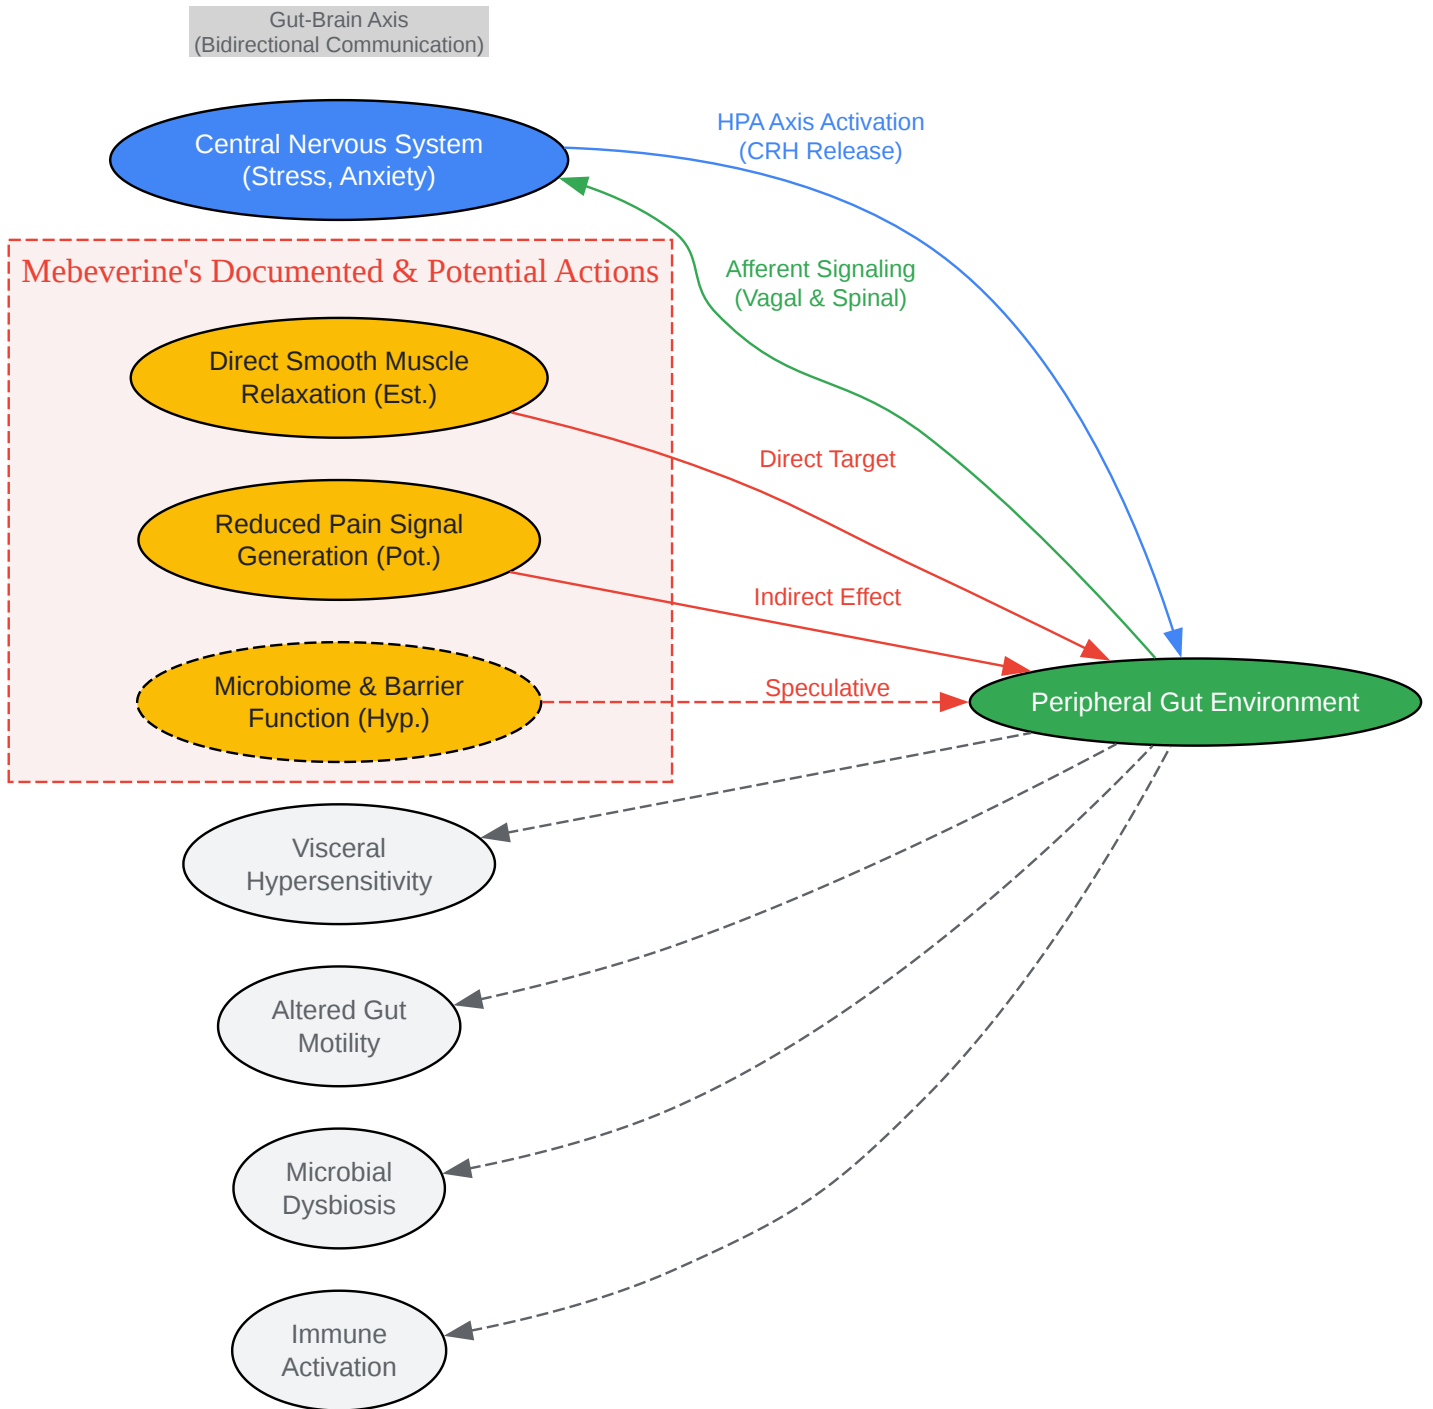 Gut-Brain Axis
(Bidirectional Communication)
Central Nervous System
(Stress, Anxiety)
HPA Axis Activation
(CRH Release)
Afferent Signaling
(Vagal & Spinal)
Mebeverine's Documented & Potential Actions
Direct Smooth Muscle
Relaxation (Est.)
Direct Target
Reduced Pain Signal
Generation (Pot.)
Indirect Effect
Microbiome & Barrier
Function (Hyp.)
Speculative
Peripheral Gut Environment
Visceral
Hypersensitivity
Altered Gut
Motility
Microbial
Dysbiosis
Immune
Activation